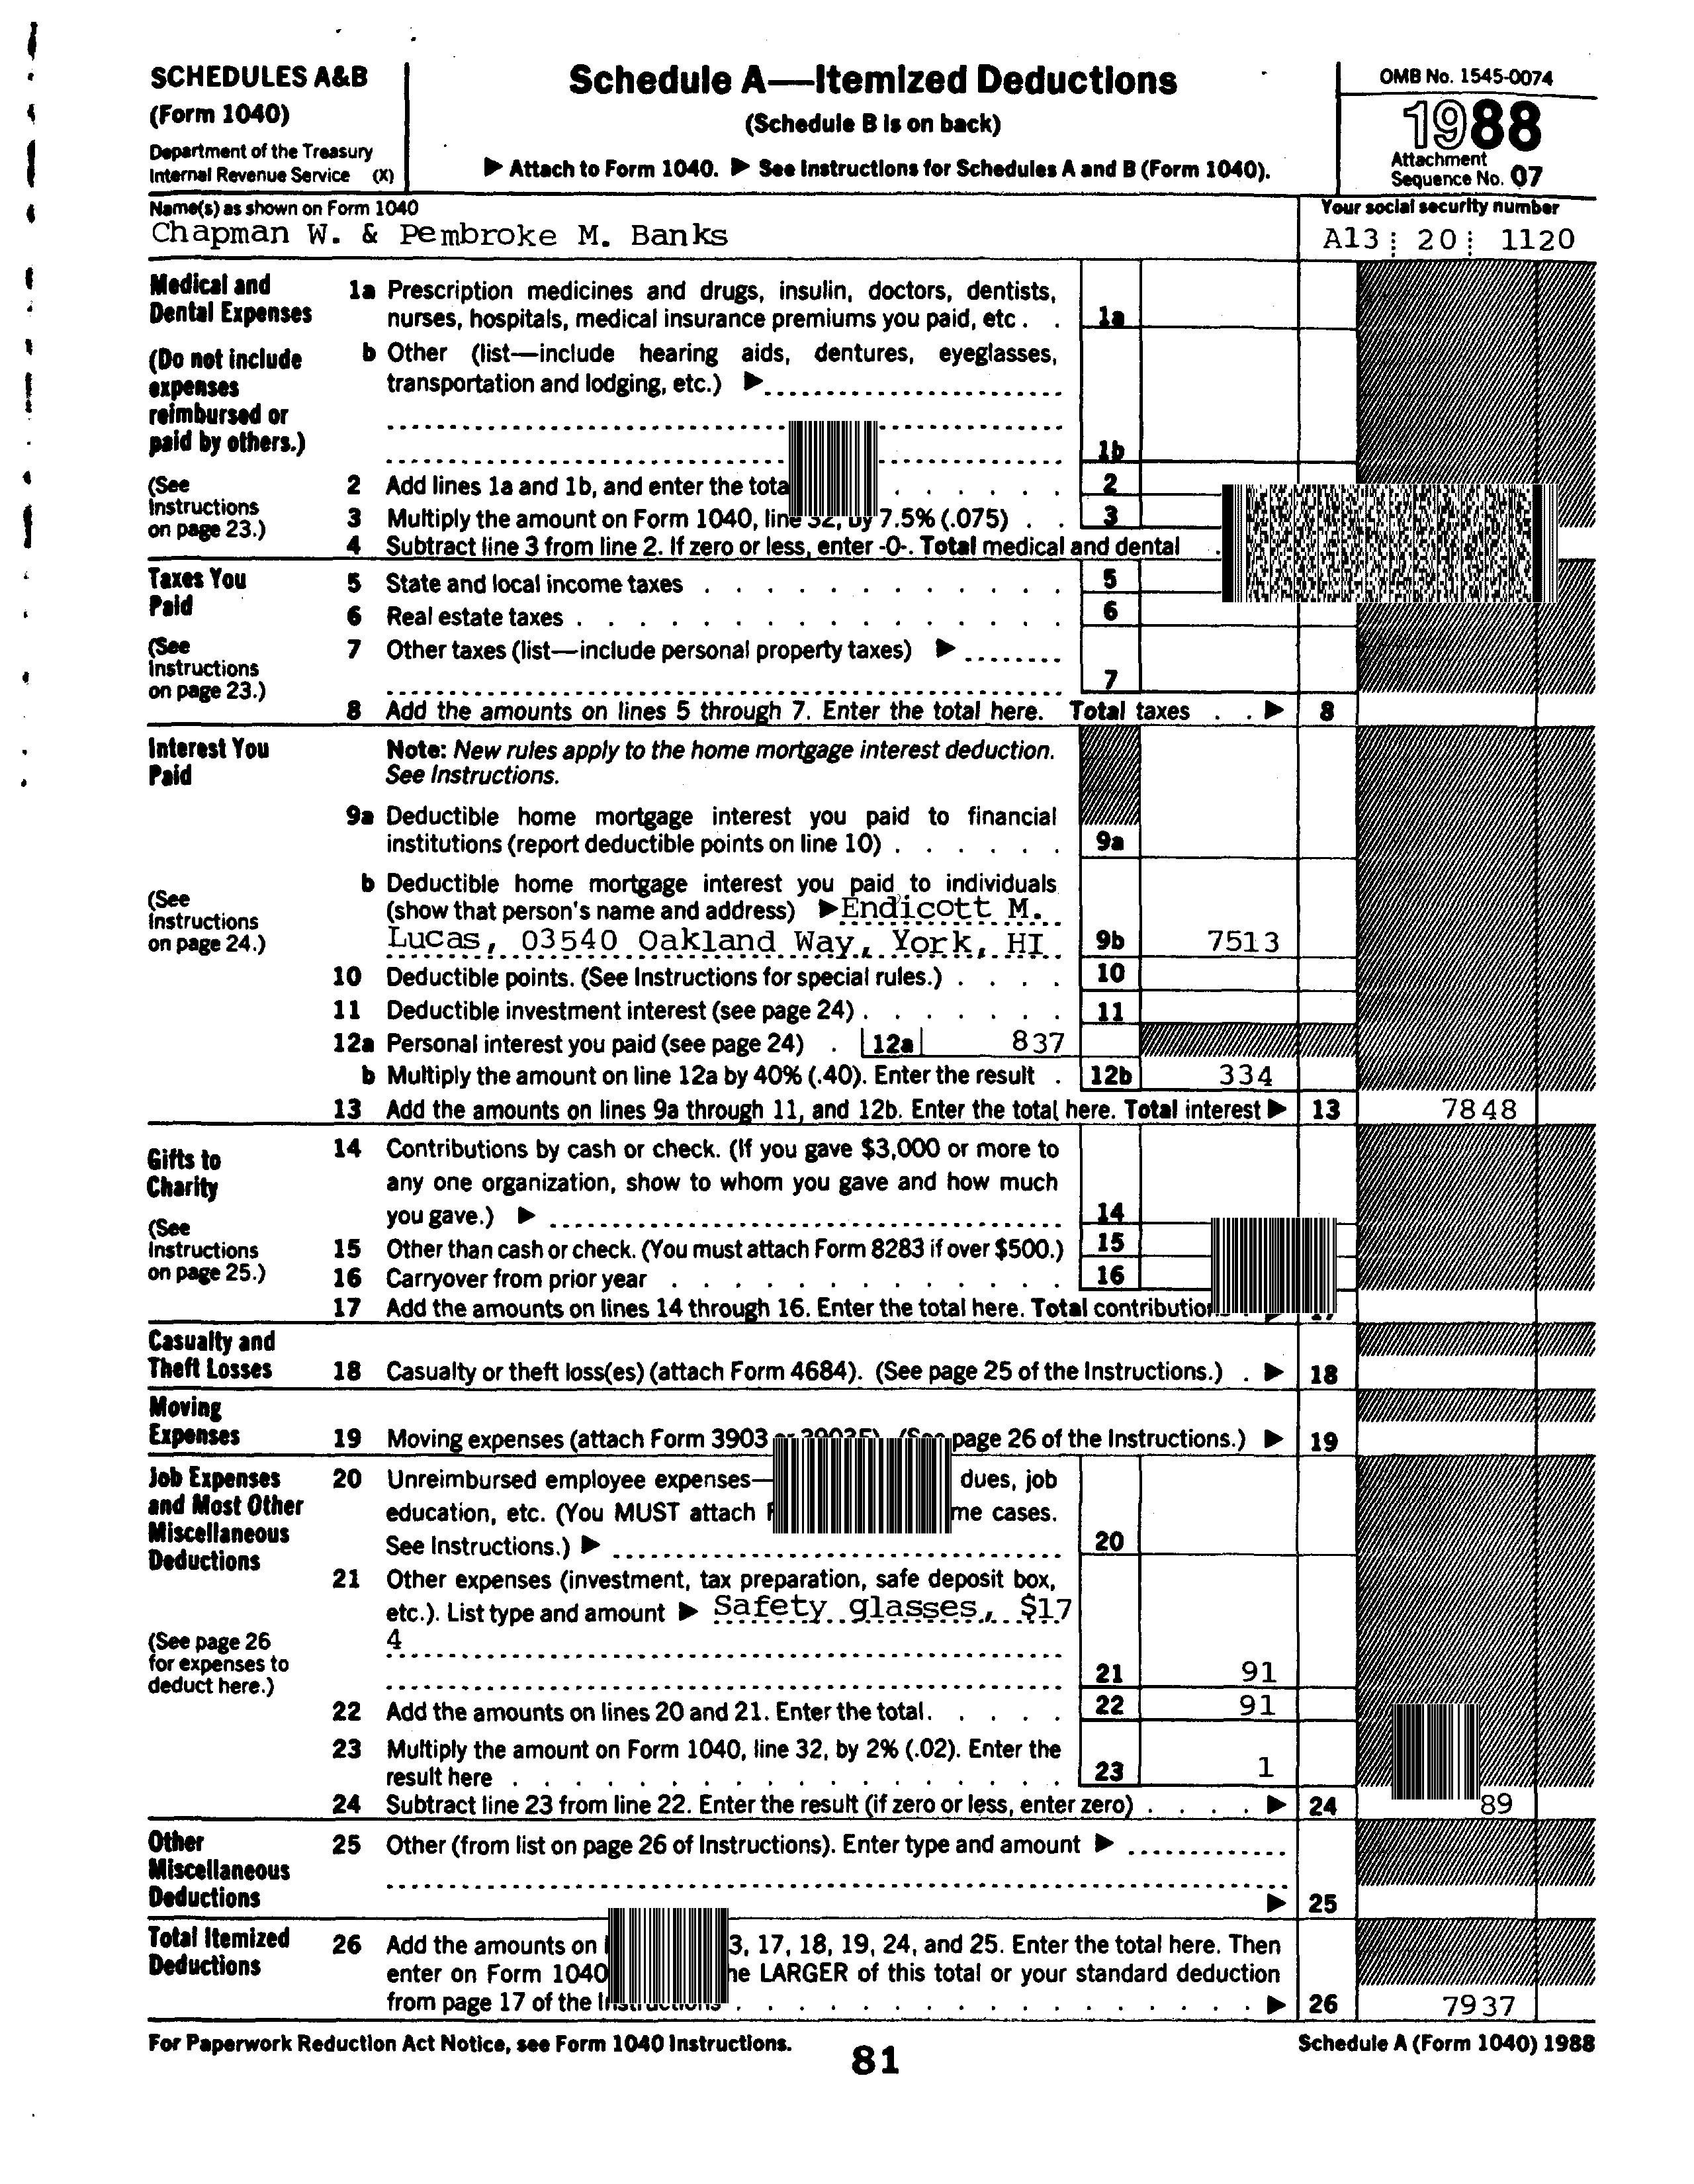 SCHEDULES A&B
(Form 1040)
Department of the Treasury
Internal Revenue Service (X)
Schedule A—Itemized Deductions
(Schedule B is on back)
▶ Attach to Form 1040. ▶ See Instructions for Schedules A and B (Form 1040).
OMB No. 1545-0074
1988
Attachment
Sequence No. 07
Name(s) as shown on Form 1040
Chapman W. & Pembroke M. Banks
Your social security number
A13 20 1120
Medical and
Dental Expenses
(Do not include
expenses
reimbursed or
paid by others.)
(See
Instructions
on page 23.)
1a Prescription medicines and drugs, insulin, doctors, dentists,
nurses, hospitals, medical insurance premiums you paid, etc . . 1a
b Other (list—include hearing aids, dentures, eyeglasses,
transportation and lodging, etc.) ▶
1b
2 Add lines 1a and 1b, and enter the 2
3 Multiply the amount on Form 1040, line 32, by 7.5% (.075) . . 3
4 Subtract line 3 from line 2. If zero or less, enter -0-. Total medical and dental .
Taxes You
Paid
(See
Instructions
on page 23.)
5 State and local income taxes 5
6 Real estate taxes 6
7 Other taxes (list—include personal property taxes) ▶
7
8 Add the amounts on lines 5 through 7. Enter the total here. Total taxes . . ▶ 8
Interest You
Paid
(See
Instructions
on page 24.)
Note: New rules apply to the home mortgage interest deduction.
See Instructions.
9a Deductible home mortgage interest you paid to financial
institutions (report deductible points on line 10) 9a
b Deductible home mortgage interest you paid to individuals
(show that person's name and address) ▶ Endicott M.
Lucas, 03540 Oakland Way, York, HI 9b 7513
10 Deductible points. (See Instructions for special rules.) 10
11 Deductible investment interest (see page 24) 11
12a Personal interest you paid (see page 24) . 12a 837
b Multiply the amount on line 12a by 40% (.40). Enter the result . 12b 334
13 Add the amounts on lines 9a through 11, and 12b. Enter the total here. Total interest ▶ 13 7848
Gifts to
Charity
(See
Instructions
on page 25.)
14 Contributions by cash or check. (If you gave $3,000 or more to
any one organization, show to whom you gave and how much
you gave.) ▶ 14
15 Other than cash or check. (You must attach Form 8283 if over $500.) 15
16 Carryover from prior year 16
17 Add the amounts on lines 14 through 16. Enter the total here. Total
Casualty and
Theft Losses
18 Casualty or theft loss(es) (attach Form 4684). (See page 25 of the Instructions.) . ▶ 18
Moving
Expenses
19 Moving expenses (attach Form 3903 or 3903F). (See page 26 of the Instructions.) ▶ 19
Job Expenses
and Most Other
Miscellaneous
Deductions
(See page 26
for expenses to
deduct here.)
20 Unreimbursed employee expenses— dues, job
education, etc. (You MUST attach cases.
See Instructions.) ▶ 20
21 Other expenses (investment, tax preparation, safe deposit box,
etc.). List type and amount ▶ Safety glasses, $17
4
21 91
22 Add the amounts on lines 20 and 21. Enter the total. 22 91
23 Multiply the amount on Form 1040, line 32, by 2% (.02). Enter the
result here 23 1
24 Subtract line 23 from line 22. Enter the result (if zero or less, enter zero) ▶ 24 89
Other
Miscellaneous
Deductions
25 Other (from list on page 26 of Instructions). Enter type and amount ▶
▶ 25
Total Itemized
Deductions
26 Add the amounts on 17, 18, 19, 24, and 25. Enter the total here. Then
enter on Form 1040 LARGER of this total or your standard deduction
from page 17 of the Instructions ▶ 26 7937
For Paperwork Reduction Act Notice, see Form 1040 Instructions.
Schedule A (Form 1040) 1988
81